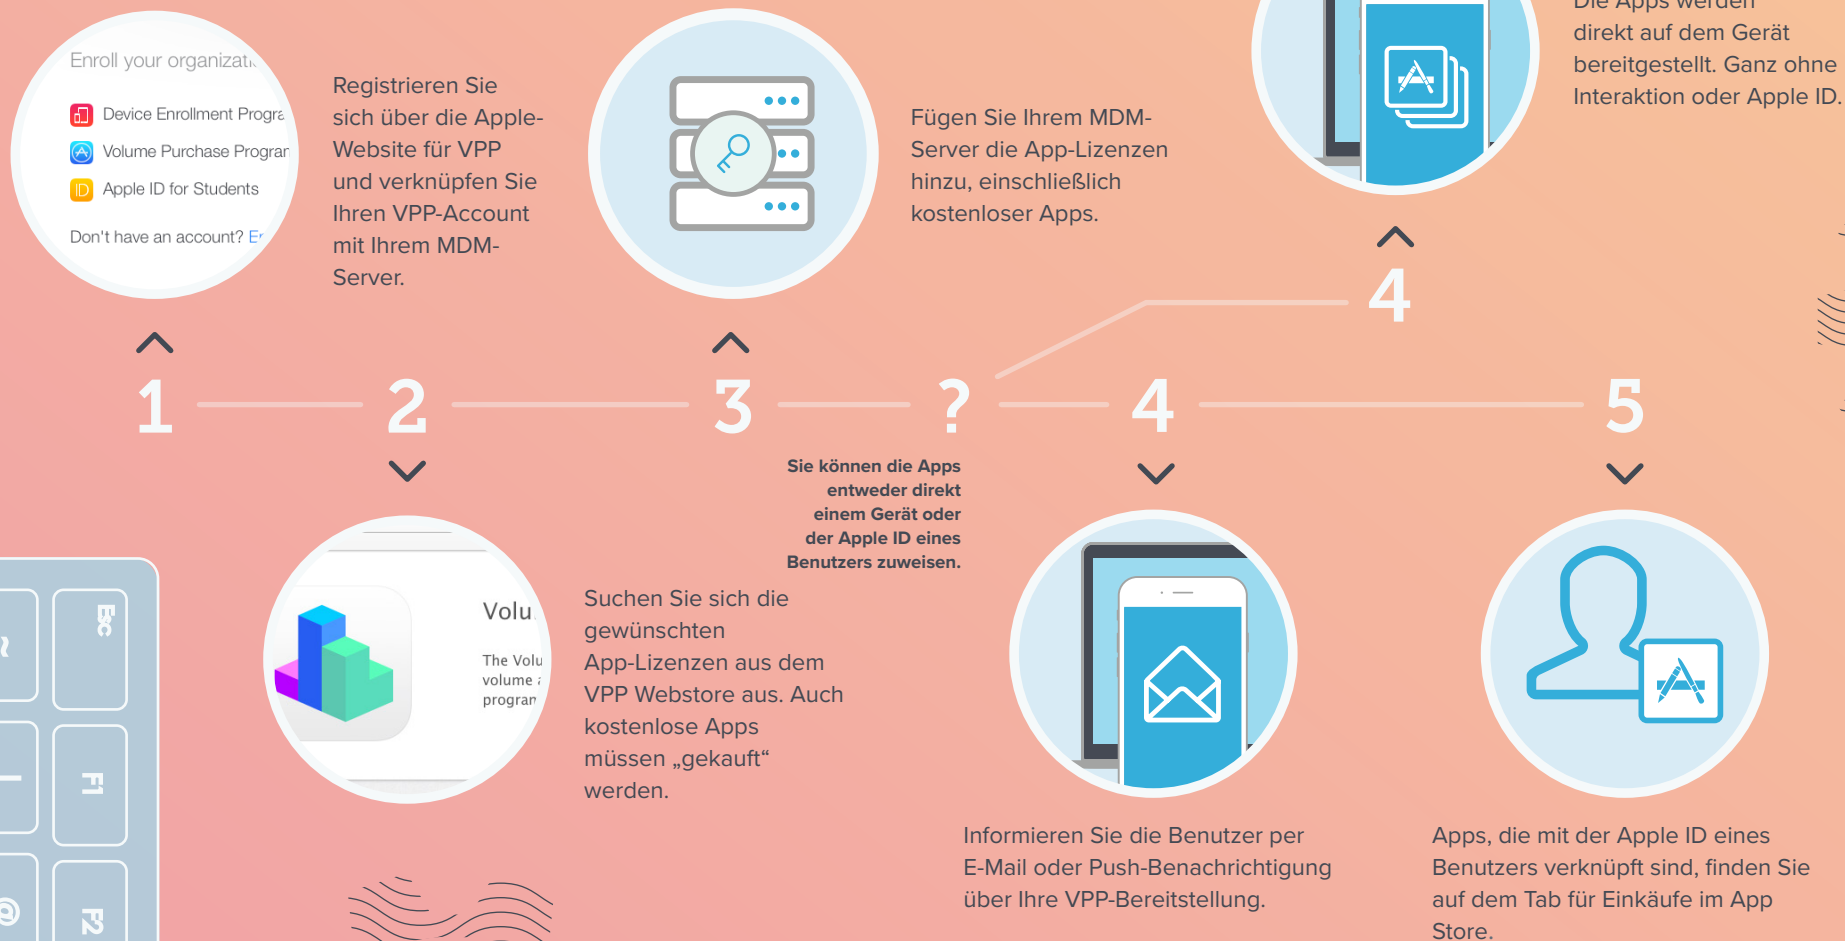 Enroll your organizati
Device Enrollment Progra
Volume Purchase Program
Apple ID for Students
Don't have an account?
Registrieren Sie
sich über die Apple-
Website für VPP
und verknüpfen Sie
Ihren VPP-Account
mit Ihrem MDM-
Server.
Fügen Sie Ihrem MDM-
Server die App-Lizenzen
hinzu, einschließlich
kostenloser Apps.
Die Apps werden
direkt auf dem Gerät
bereitgestellt. Ganz ohne
Interaktion oder Apple ID.
4
1
2
3
?
4
5
Sie können die Apps
entweder direkt
einem Gerät oder
der Apple ID eines
Benutzers zuweisen.
Volu
The Volu
volume
program
Suchen Sie sich die
gewünschten
App-Lizenzen aus dem
VPP Webstore aus. Auch
kostenlose Apps
müssen „gekauft“
werden.
Informieren Sie die Benutzer per
E-Mail oder Push-Benachrichtigung
über Ihre VPP-Bereitstellung.
Apps, die mit der Apple ID eines
Benutzers verknüpft sind, finden Sie
auf dem Tab für Einkäufe im App
Store.
Esc
~
F1
@
F2